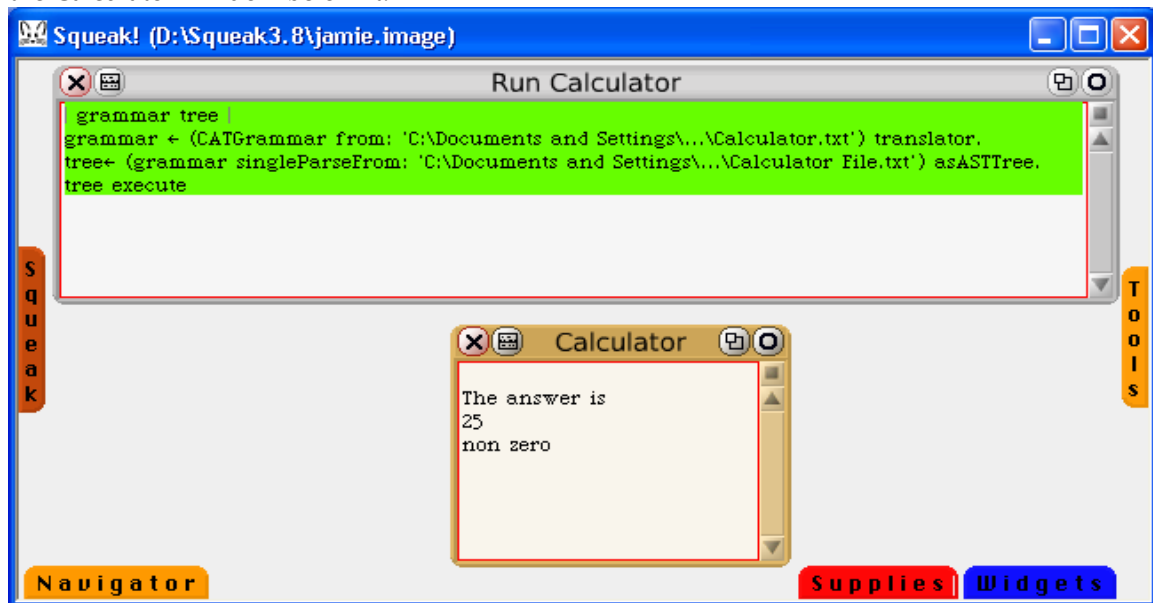 Squeak! (D:\Squeak3.8\jamie.image)
Run Calculator
| grammar tree |
grammar ← (CATGrammar from: 'C:\Documents and Settings\...\Calculator.txt') translator.
tree← (grammar singleParseFrom: 'C:\Documents and Settings\...\Calculator File.txt') asASTTree.
tree execute
Squeak
Tools
Calculator
The answer is
25
non zero
Navigator
Supplies
Widgets